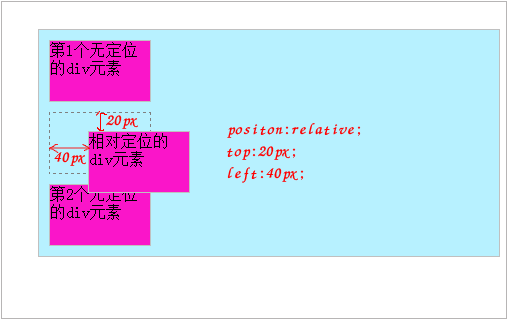 第1个无定位
的div元素
20px
相对定位的
div元素
40px
positon:relative;
top:20px;
left:40px;
第2个无定位
的div元素